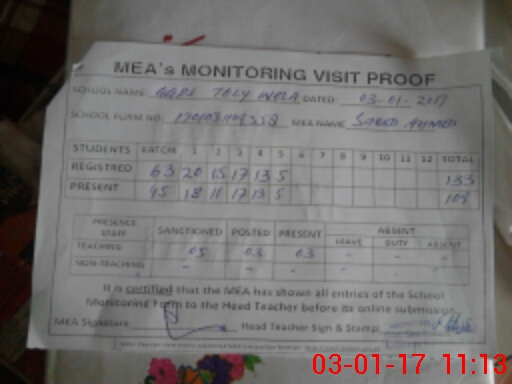 MEA's MONITORING VISIT PROOF
SCHOOL NAME GGPS TOLY DATED 03-01-2017
SCHOOL FORM NO. MEA NAME Saeed Ahmed
STUDENTS KATCHI 1 2 3 4 5 6 7 8 9 10 11 12 TOTAL
REGISTRED 63 20 15 17 13 5 133
PRESENT 45 18 11 17 13 5 108
PRESENCE STAFF SANCTIONED POSTED PRESENT ABSENT
LEAVE DUTY ABSENT
TEACHING 05 03 03 - - -
NON-TEACHING - - - - - -
It is certified that the MEA has shown all entries of the School
Monitoring Form to the Head Teacher before its online submission.
MEA Signature Head Teacher Sign & Stamp:
03-01-17 11:13